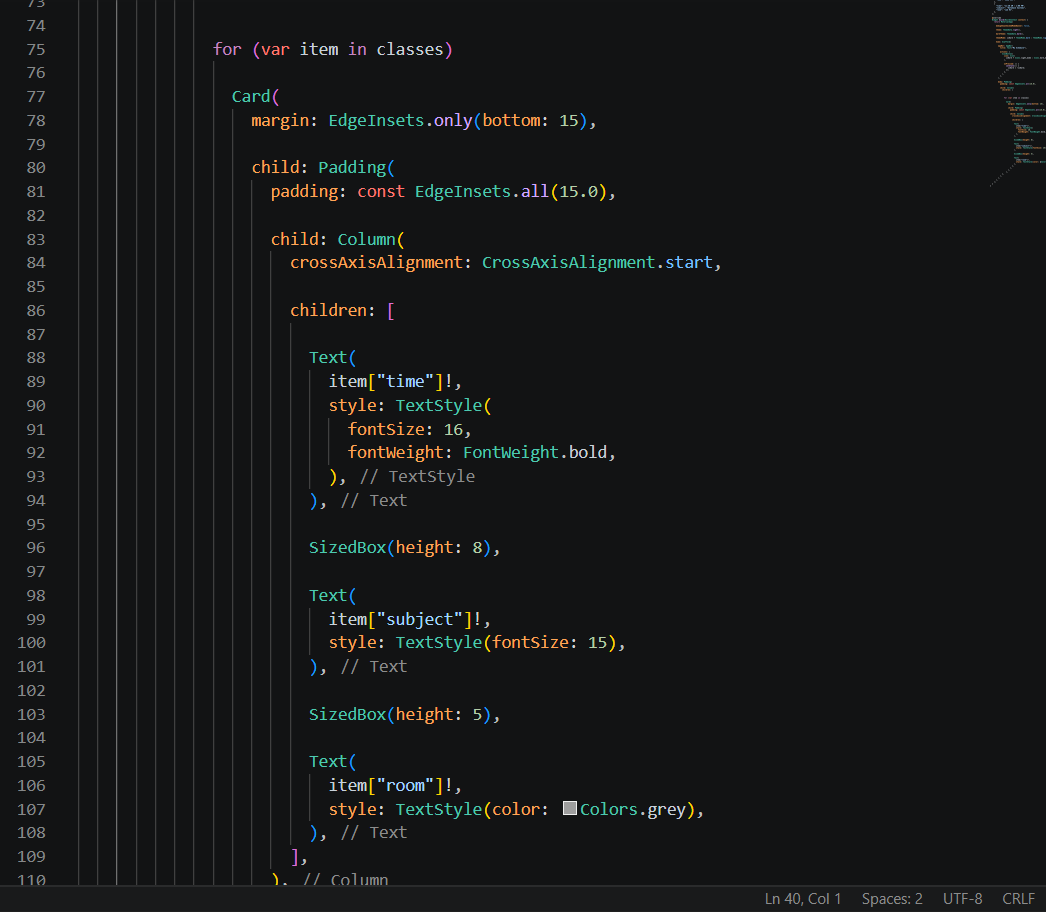 73
74
75 for (var item in classes)
76
77 Card(
78 margin: EdgeInsets.only(bottom: 15),
79
80 child: Padding(
81 padding: const EdgeInsets.all(15.0),
82
83 child: Column(
84 crossAxisAlignment: CrossAxisAlignment.start,
85
86 children: [
87
88 Text(
89 item["time"]!,
90 style: TextStyle(
91 fontSize: 16,
92 fontWeight: FontWeight.bold,
93 ), // TextStyle
94 ), // Text
95
96 SizedBox(height: 8),
97
98 Text(
99 item["subject"]!,
100 style: TextStyle(fontSize: 15),
101 ), // Text
102
103 SizedBox(height: 5),
104
105 Text(
106 item["room"]!,
107 style: TextStyle(color: Colors.grey),
108 ), // Text
109 ],
110 ), // Column
Ln 40, Col 1 Spaces: 2 UTF-8 CRLF